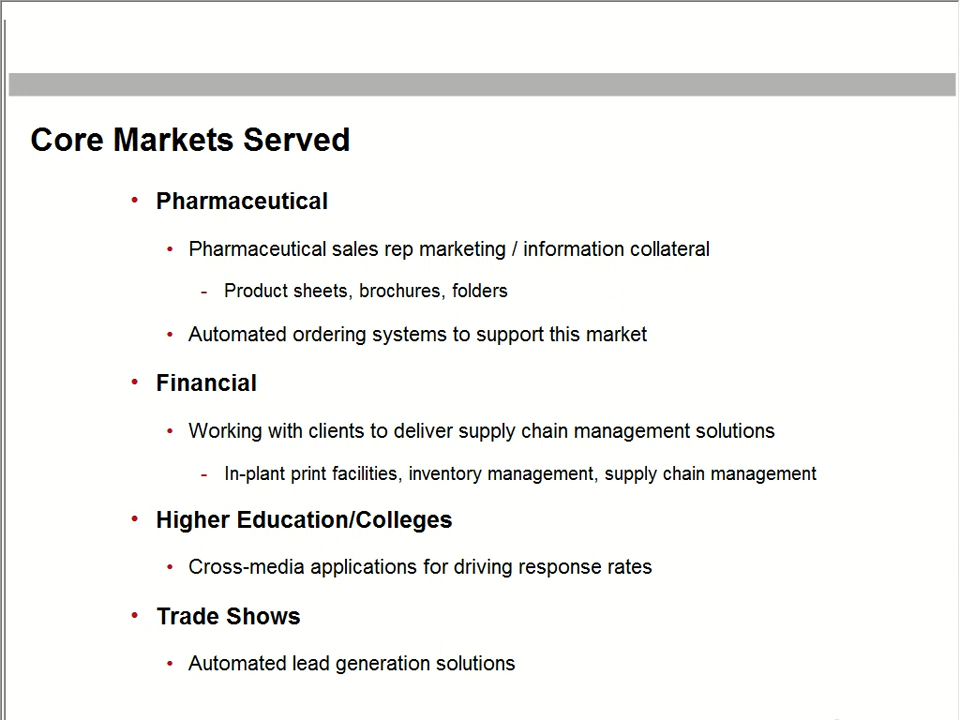 Core Markets Served
• Pharmaceutical
• Pharmaceutical sales rep marketing / information collateral
- Product sheets, brochures, folders
• Automated ordering systems to support this market
• Financial
• Working with clients to deliver supply chain management solutions
- In-plant print facilities, inventory management, supply chain management
• Higher Education/Colleges
• Cross-media applications for driving response rates
• Trade Shows
• Automated lead generation solutions